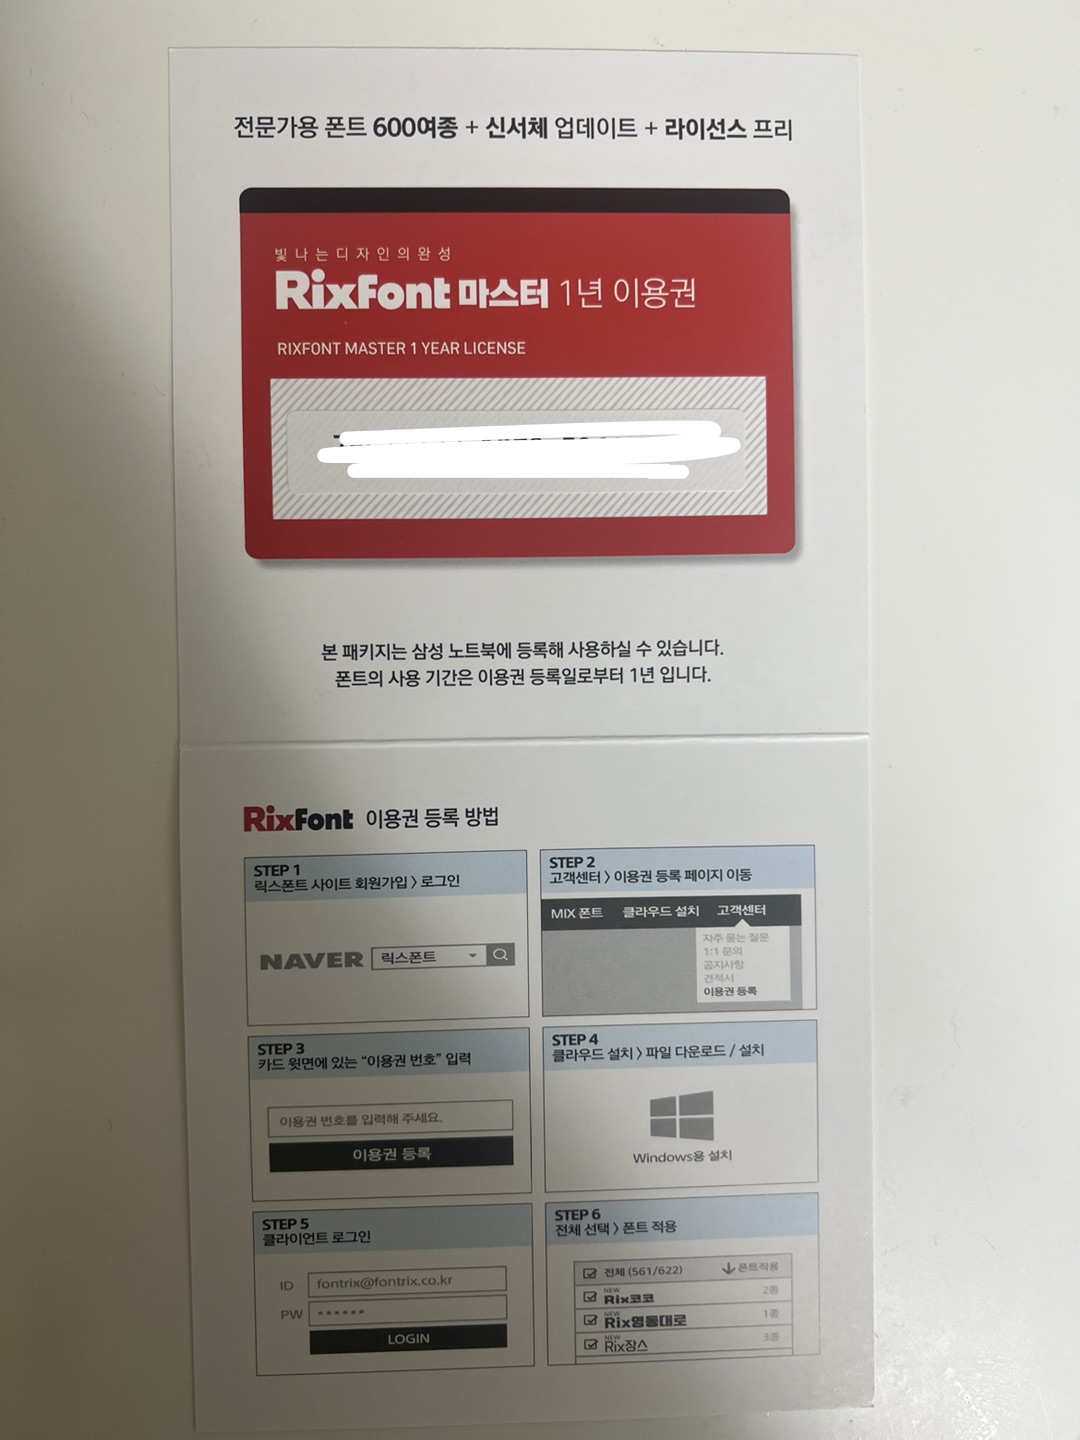 전문가용 폰트 600여종 + 신서체 업데이트 + 라이선스 프리
빛나는디자인의완성
RixFont 마스터 1년 이용권
RIXFONT MASTER 1 YEAR LICENSE
본 패키지는 삼성 노트북에 등록해 사용하실 수 있습니다.
폰트의 사용 기간은 이용권 등록일로부터 1년 입니다.
RixFont 이용권 등록 방법
STEP 1
릭스폰트 사이트 회원가입 > 로그인
NAVER 릭스폰트
STEP 2
고객센터 > 이용권 등록 페이지 이동
MIX 폰트 클라우드 설치 고객센터
자주 묻는 질문
1:1 문의
공지사항
견적서
이용권 등록
STEP 3
카드 윗면에 있는 "이용권 번호" 입력
이용권 번호를 입력해 주세요.
이용권 등록
STEP 4
클라우드 설치 > 파일 다운로드 / 설치
Windows용 설치
STEP 5
클라이언트 로그인
ID fontrix@fontrix.co.kr
PW ******
LOGIN
STEP 6
전체 선택 > 폰트 적용
전체 (561/622) 폰트적용
NEW
Rix코코 2종
NEW
Rix영동대로 1종
NEW
Rix장스 3종